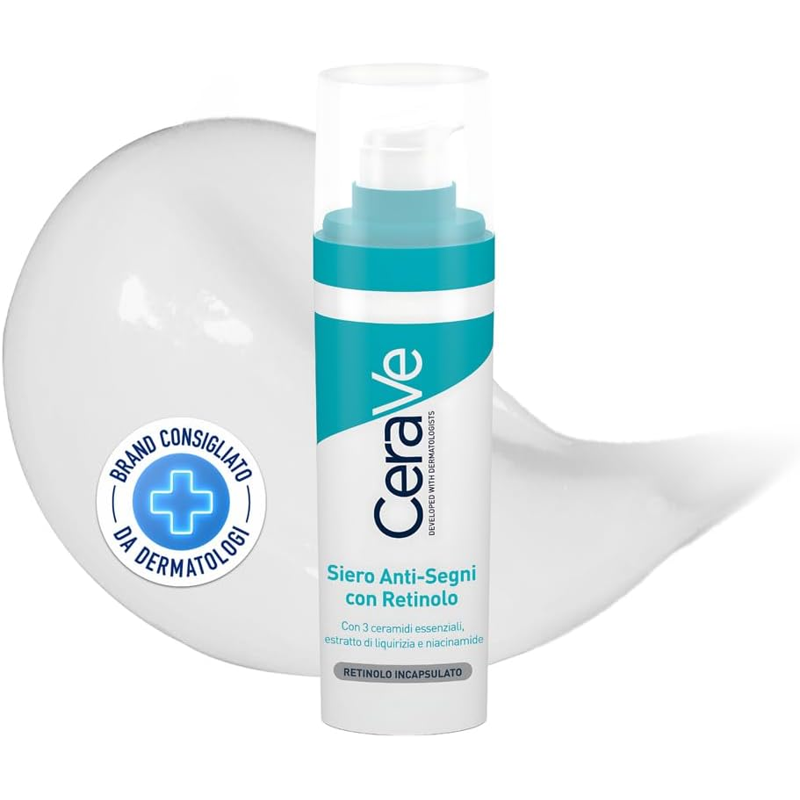 BRAND CONSIGLIATO
DA DERMATOLOGI
CeraVe
DEVELOPED WITH DERMATOLOGISTS
Siero Anti-Segni
con Retinolo
Con 3 ceramidi essenziali,
estratto di liquirizia e niacinamide
RETINOLO INCAPSULATO